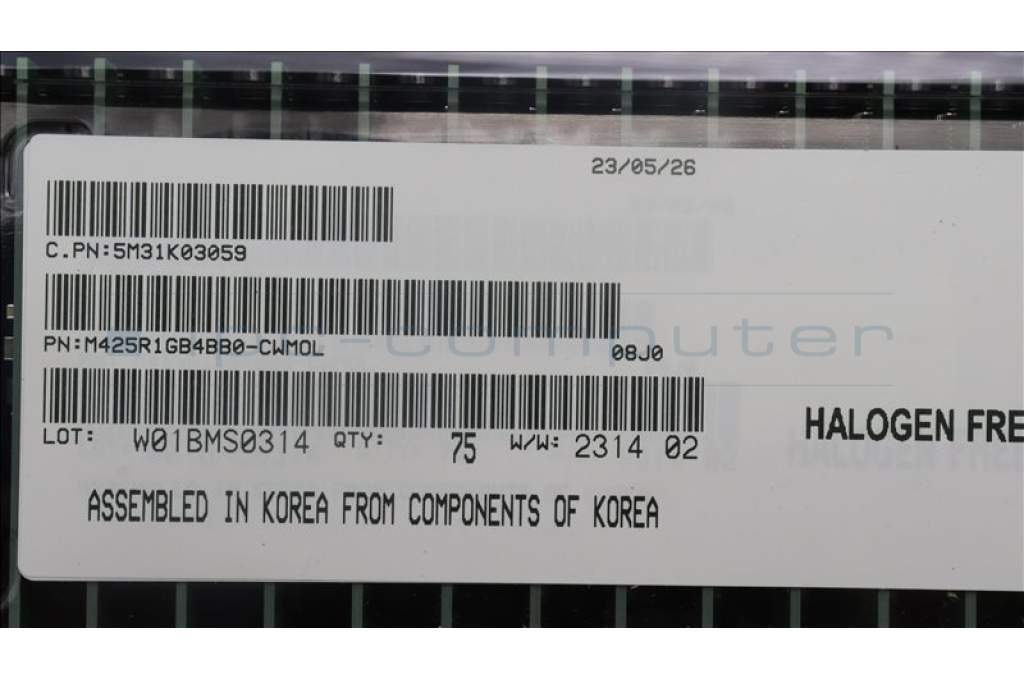 23/05/26
C.PN:5M31K03059
PN:M425R1GB4BB0-CWMOL 08J0
LOT: W01BMS0314 QTY: 75 W/W: 2314 02
HALOGEN FRE
ASSEMBLED IN KOREA FROM COMPONENTS OF KOREA